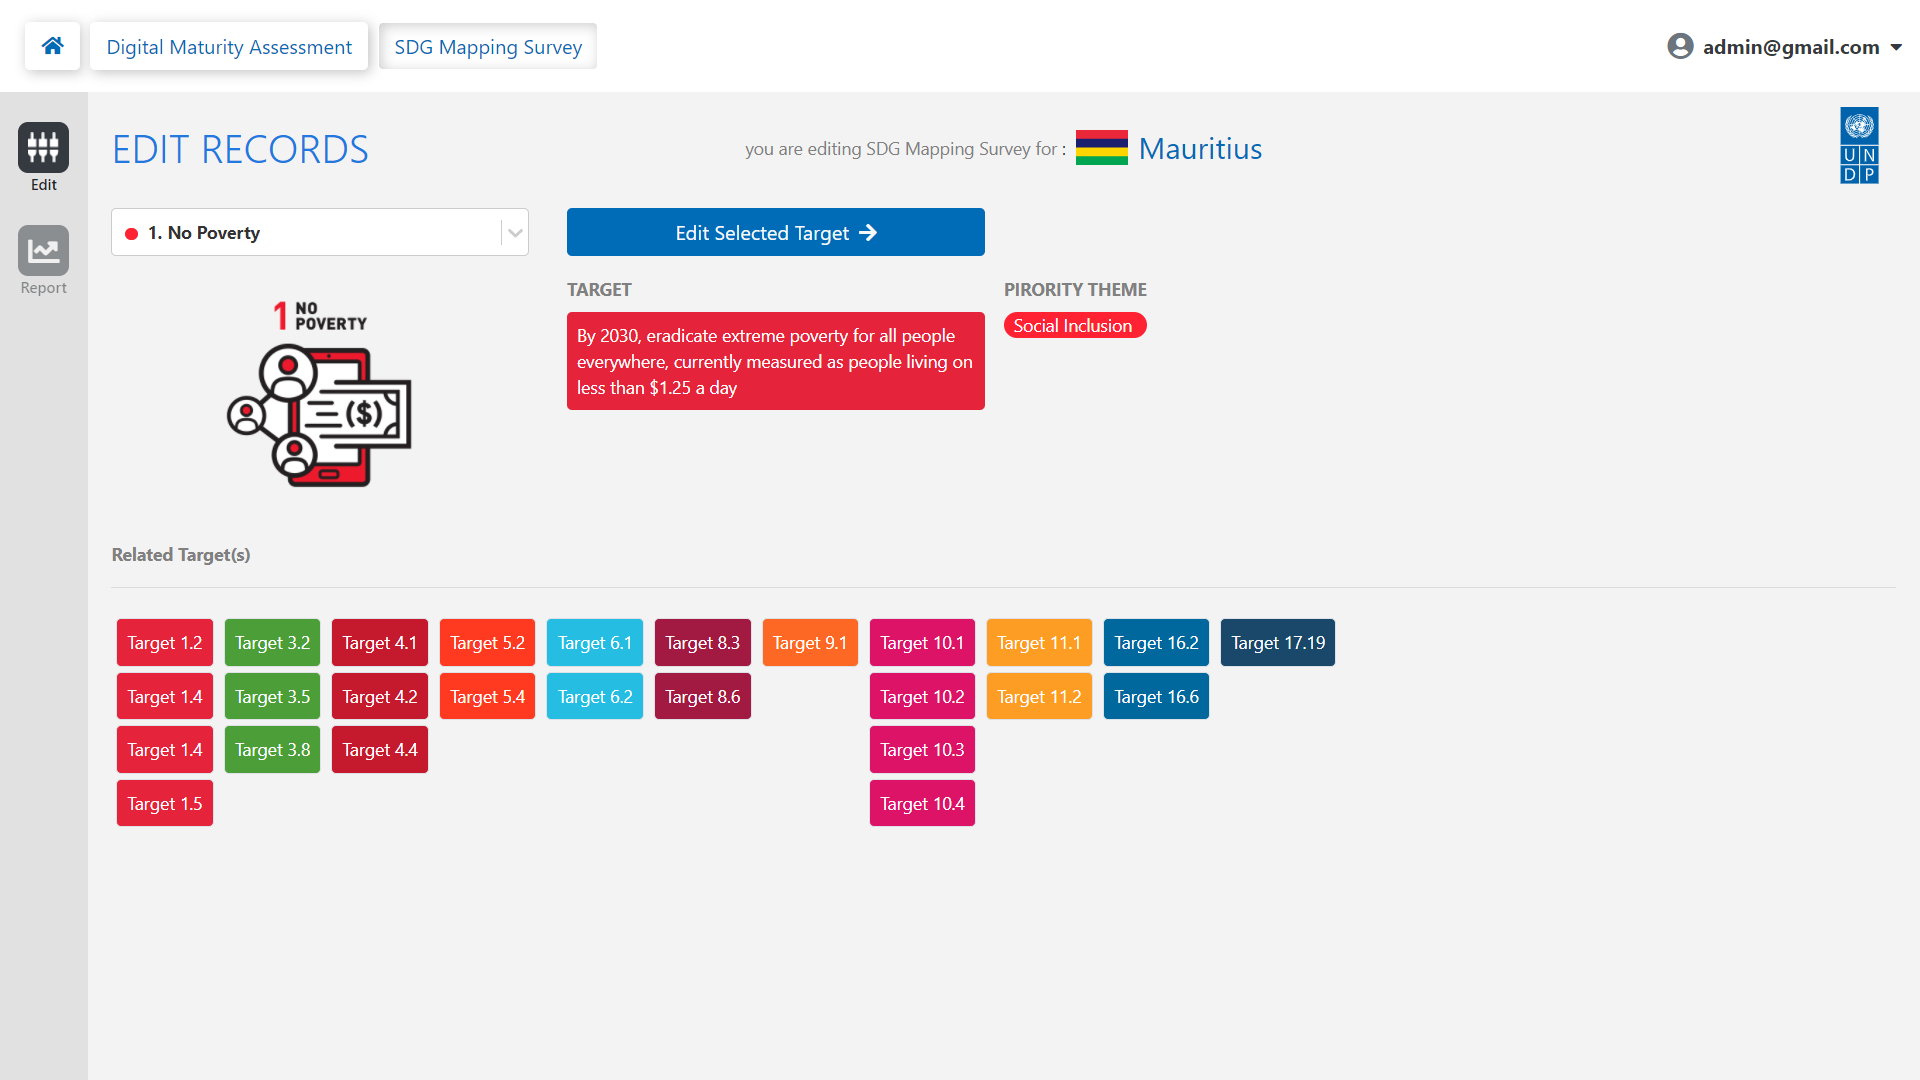 Digital Maturity Assessment
SDG Mapping Survey
admin@gmail.com
Edit
Report
EDIT RECORDS
you are editing SDG Mapping Survey for : Mauritius
U N
D P
1. No Poverty
Edit Selected Target
1 NO
POVERTY
($)
TARGET
By 2030, eradicate extreme poverty for all people
everywhere, currently measured as people living on
less than $1.25 a day
PIRORITY THEME
Social Inclusion
Related Target(s)
Target 1.2 Target 3.2 Target 4.1 Target 5.2 Target 6.1 Target 8.3 Target 9.1 Target 10.1 Target 11.1 Target 16.2 Target 17.19
Target 1.4 Target 3.5 Target 4.2 Target 5.4 Target 6.2 Target 8.6 Target 10.2 Target 11.2 Target 16.6
Target 1.4 Target 3.8 Target 4.4 Target 10.3
Target 1.5 Target 10.4